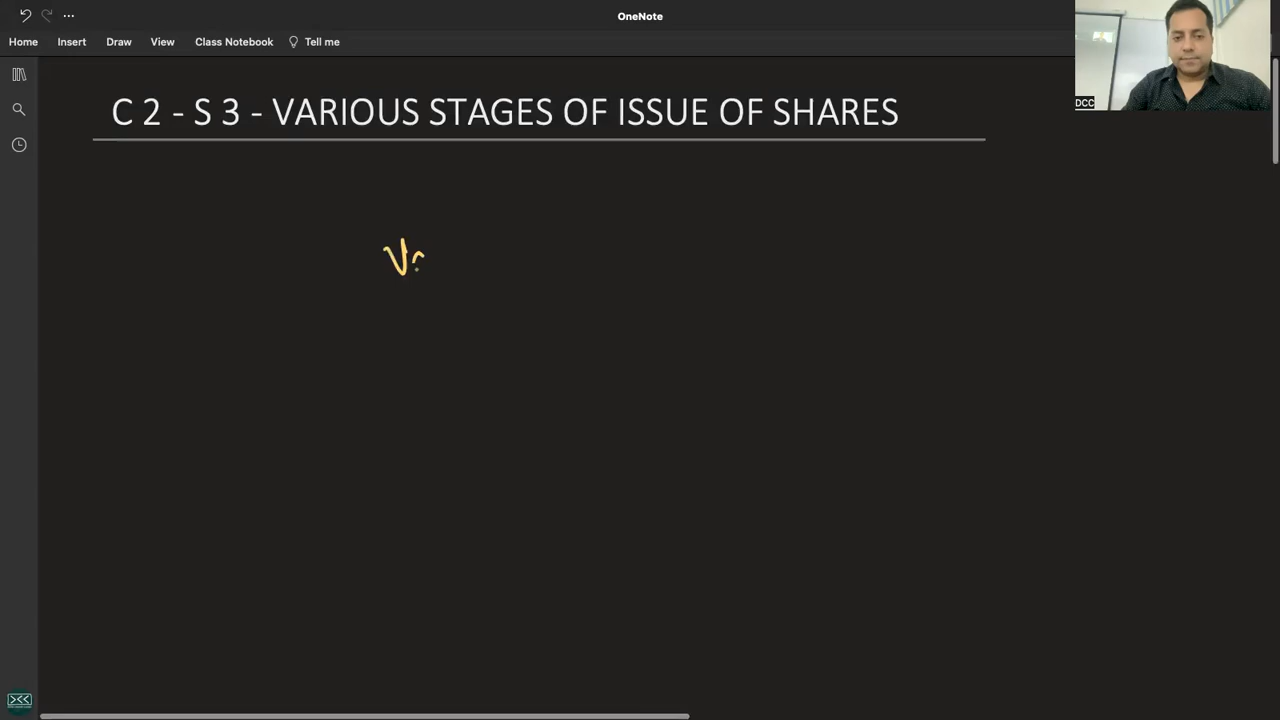 OneNote
Home Insert Draw View Class Notebook Tell me
DCC
C 2 - S 3 - VARIOUS STAGES OF ISSUE OF SHARES